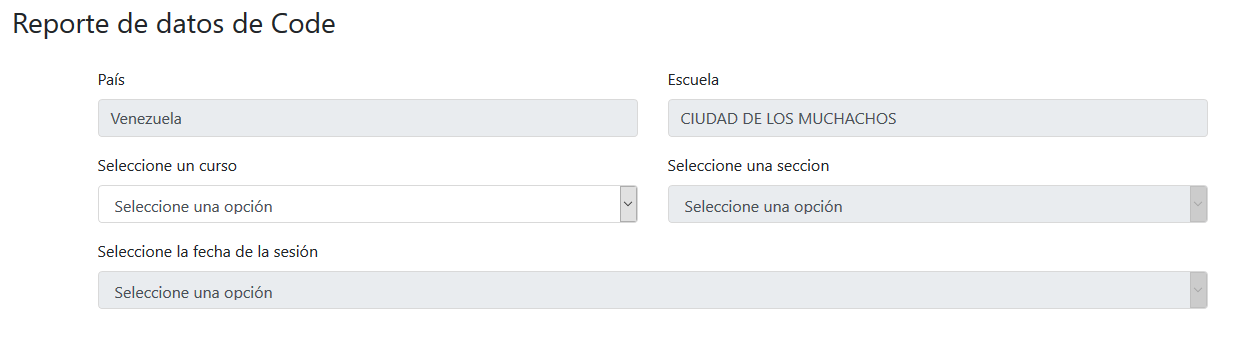 Reporte de datos de Code
País
Escuela
Venezuela
CIUDAD DE LOS MUCHACHOS
Seleccione un curso
Seleccione una seccion
Seleccione una opción
Seleccione una opción
Seleccione la fecha de la sesión
Seleccione una opción